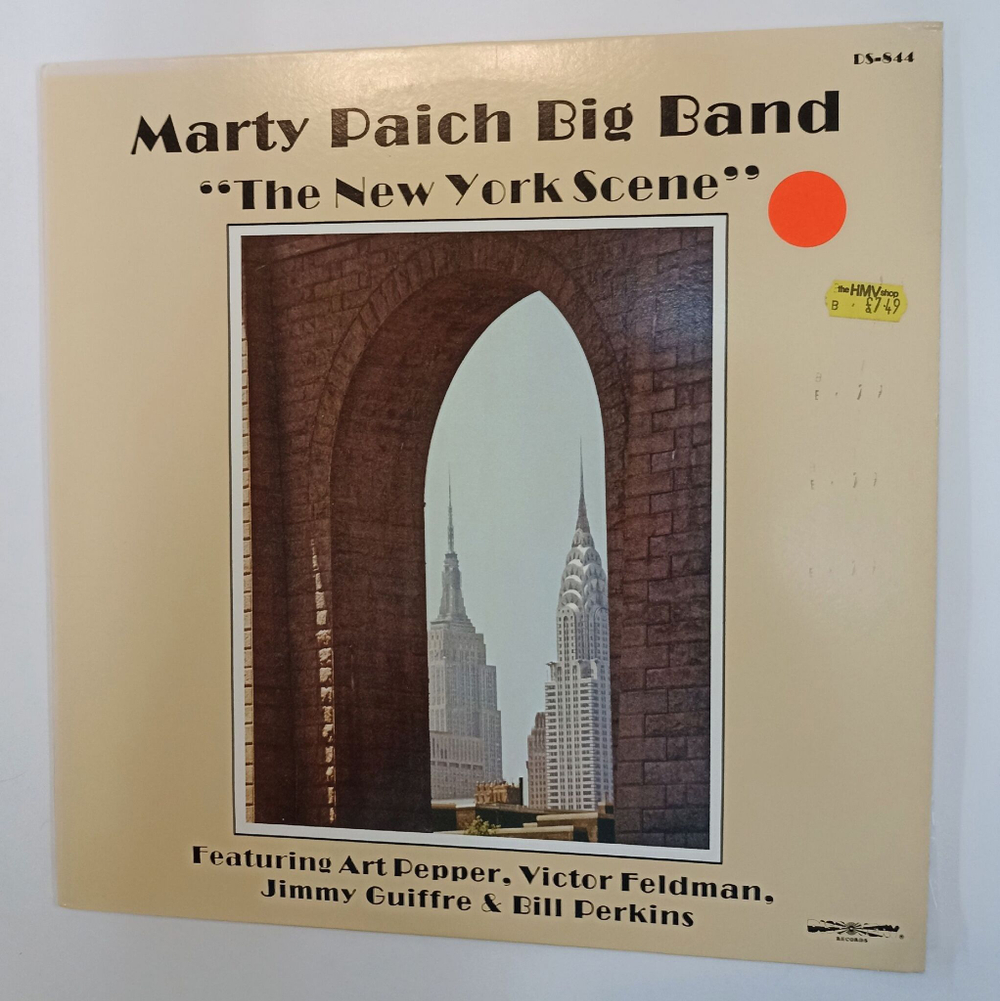 DS-844
Marty Paich Big Band
“The New York Scene”
the HMV shop
B £7.49
Featuring Art Pepper, Victor Feldman,
Jimmy Guiffre & Bill Perkins
RECORDS